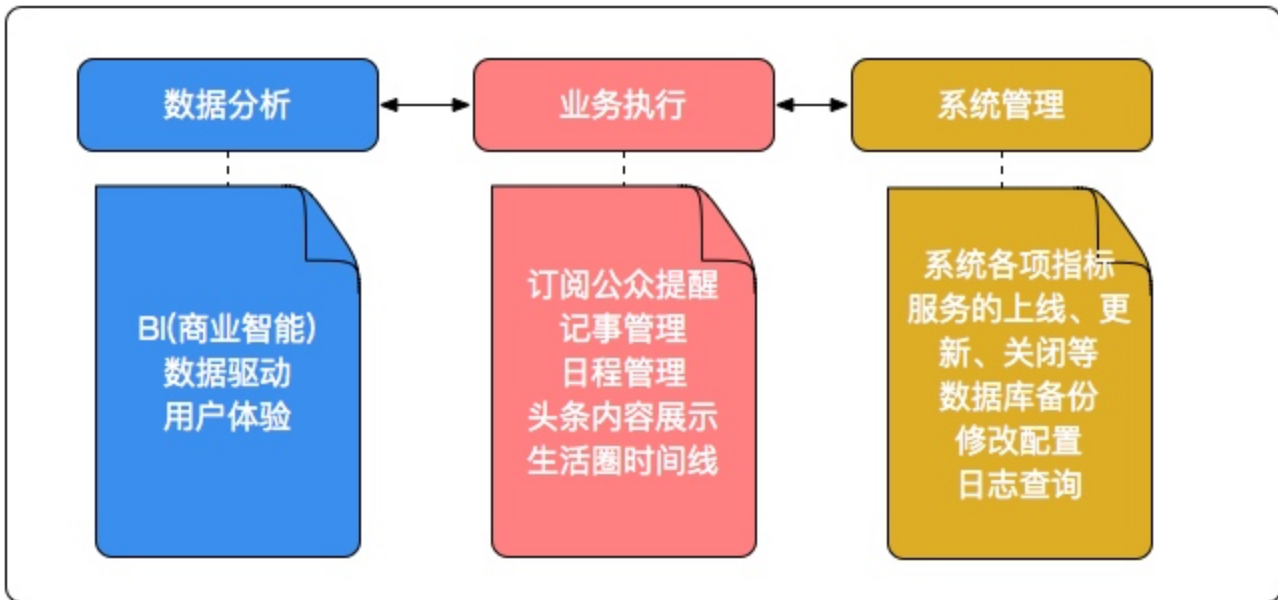 数据分析
业务执行
系统管理
BI(商业智能)
数据驱动
用户体验
订阅公众提醒
记事管理
日程管理
头条内容展示
生活圈时间线
系统各项指标
服务的上线、更
新、关闭等
数据库备份
修改配置
日志查询